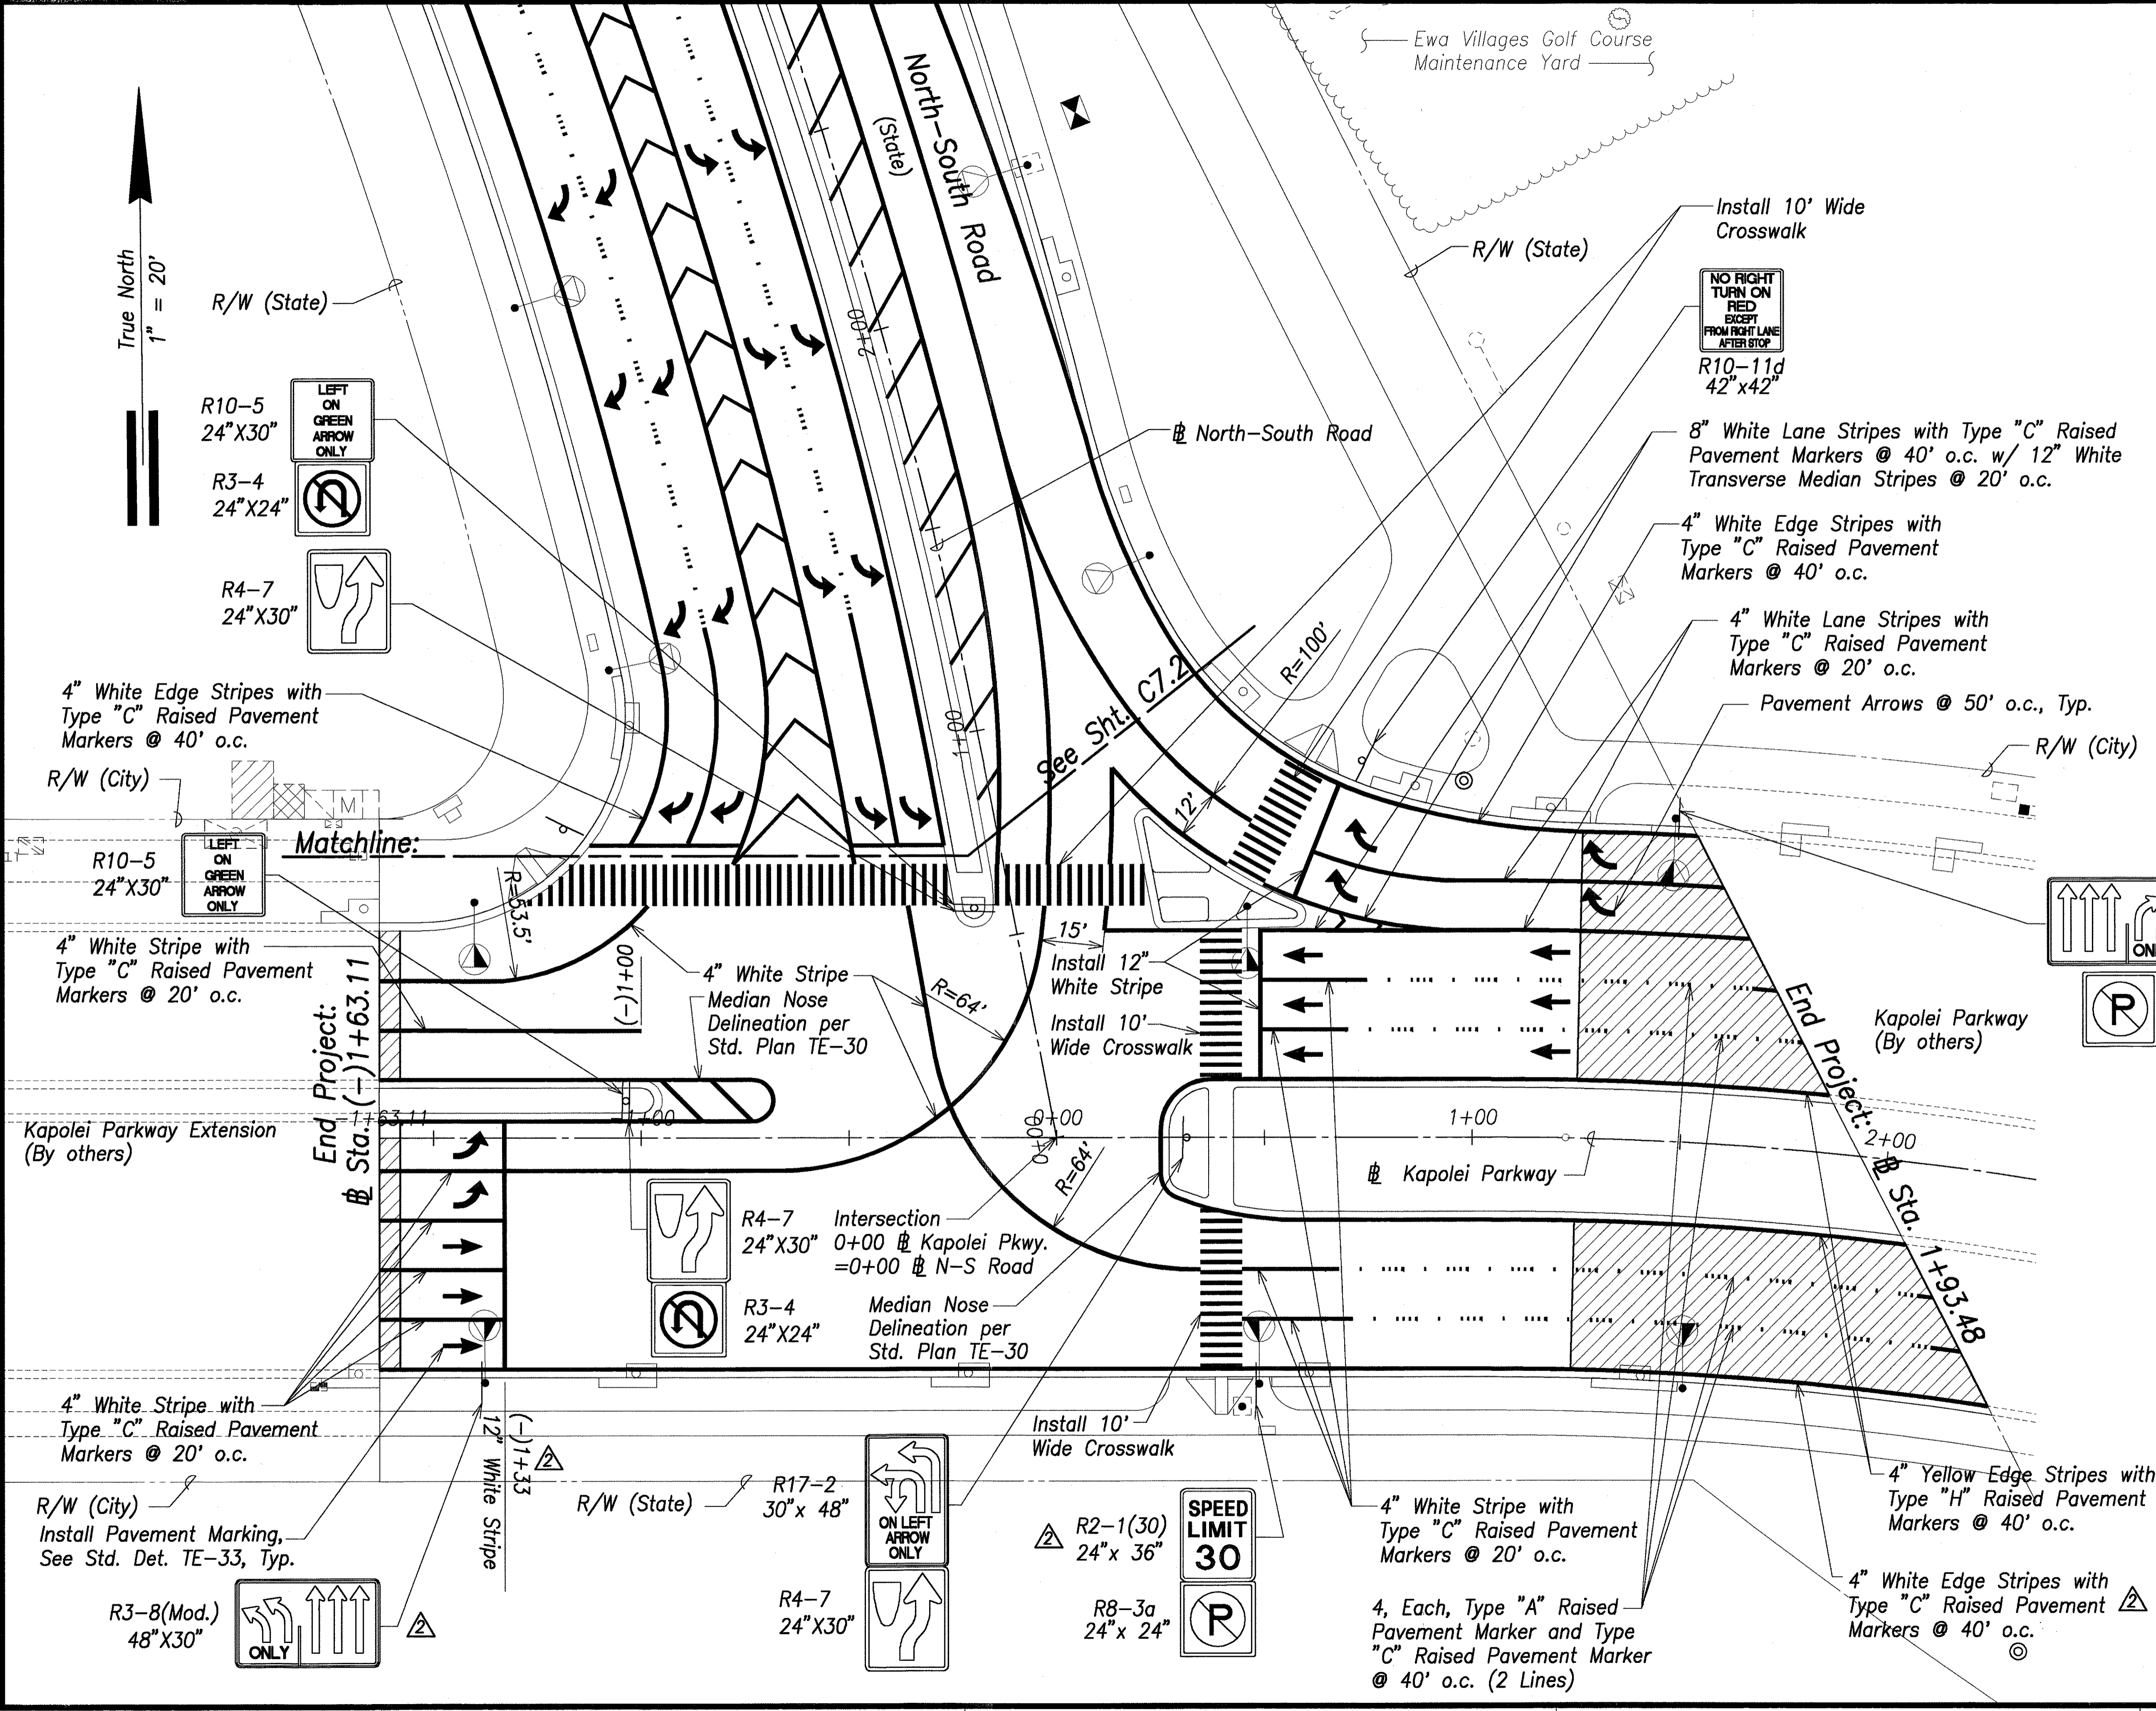 Ewa Villages Golf Course
Maintenance Yard
North-South Road
(State)
True North
1" = 20'
R/W (State)
R/W (State)
Install 10' Wide
Crosswalk
NO RIGHT
TURN ON
RED
EXCEPT
FROM RIGHT LANE
AFTER STOP
R10-11d
42"x42"
R10-5
24"X30"
LEFT
ON
GREEN
ARROW
ONLY
R3-4
24"X24"
R4-7
24"X30"
2+00
North-South Road
8" White Lane Stripes with Type "C" Raised
Pavement Markers @ 40' o.c. w/ 12" White
Transverse Median Stripes @ 20' o.c.
4" White Edge Stripes with
Type "C" Raised Pavement
Markers @ 40' o.c.
4" White Lane Stripes with
Type "C" Raised Pavement
Markers @ 20' o.c.
Pavement Arrows @ 50' o.c., Typ.
R/W (City)
4" White Edge Stripes with
Type "C" Raised Pavement
Markers @ 40' o.c.
R/W (City)
M
1+00
See Sht. C7.2
R=100'
12'
Matchline:
R10-5
24"X30"
LEFT
ON
GREEN
ARROW
ONLY
R=53.5'
4" White Stripe with
Type "C" Raised Pavement
Markers @ 20' o.c.
(-)1+00
4" White Stripe
Median Nose
Delineation per
Std. Plan TE-30
R=64'
15'
Install 12"
White Stripe
Install 10'
Wide Crosswalk
Kapolei Parkway
(By others)
P
End Project:
₧ Sta. (-)1+63.11
End Project:
Sta. 1+93.48
-1+63.11
-1+00
0+00
0+00
1+00
2+00
Kapolei Parkway
Kapolei Parkway Extension
(By others)
R=64'
R4-7
24"X30"
R3-4
24"X24"
Intersection
0+00 Kapolei Pkwy.
=0+00 N-S Road
Median Nose
Delineation per
Std. Plan TE-30
4" White Stripe with
Type "C" Raised Pavement
Markers @ 20' o.c.
R/W (City)
Install Pavement Marking,
See Std. Det. TE-33, Typ.
R3-8(Mod.)
48"X30"
ONLY
2
(-)1+33
12" White Stripe
2
R/W (State)
R17-2
30"x 48"
ON LEFT
ARROW
ONLY
R4-7
24"X30"
Install 10'
Wide Crosswalk
2
R2-1(30)
24"x 36"
SPEED
LIMIT
30
R8-3a
24"x 24"
P
4" White Stripe with
Type "C" Raised Pavement
Markers @ 20' o.c.
4, Each, Type "A" Raised
Pavement Marker and Type
"C" Raised Pavement Marker
@ 40' o.c. (2 Lines)
4" Yellow Edge Stripes with
Type "H" Raised Pavement
Markers @ 40' o.c.
4" White Edge Stripes with
Type "C" Raised Pavement
Markers @ 40' o.c.
2